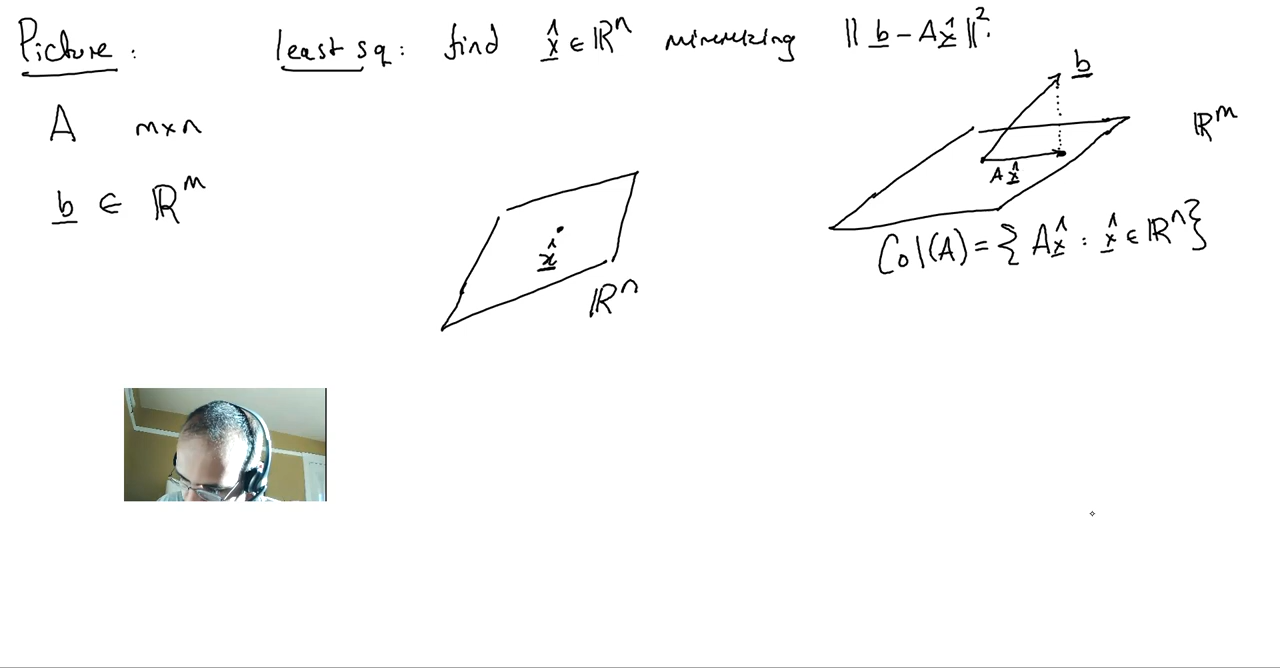 Picture: least sq: find x̂ ∈ ℝⁿ minimizing ‖b - Ax̂‖².
A m×n
b ∈ ℝᵐ
x̂
ℝⁿ
b
ℝᵐ
Ax̂
Col(A) = { Ax̂ : x̂ ∈ ℝⁿ }